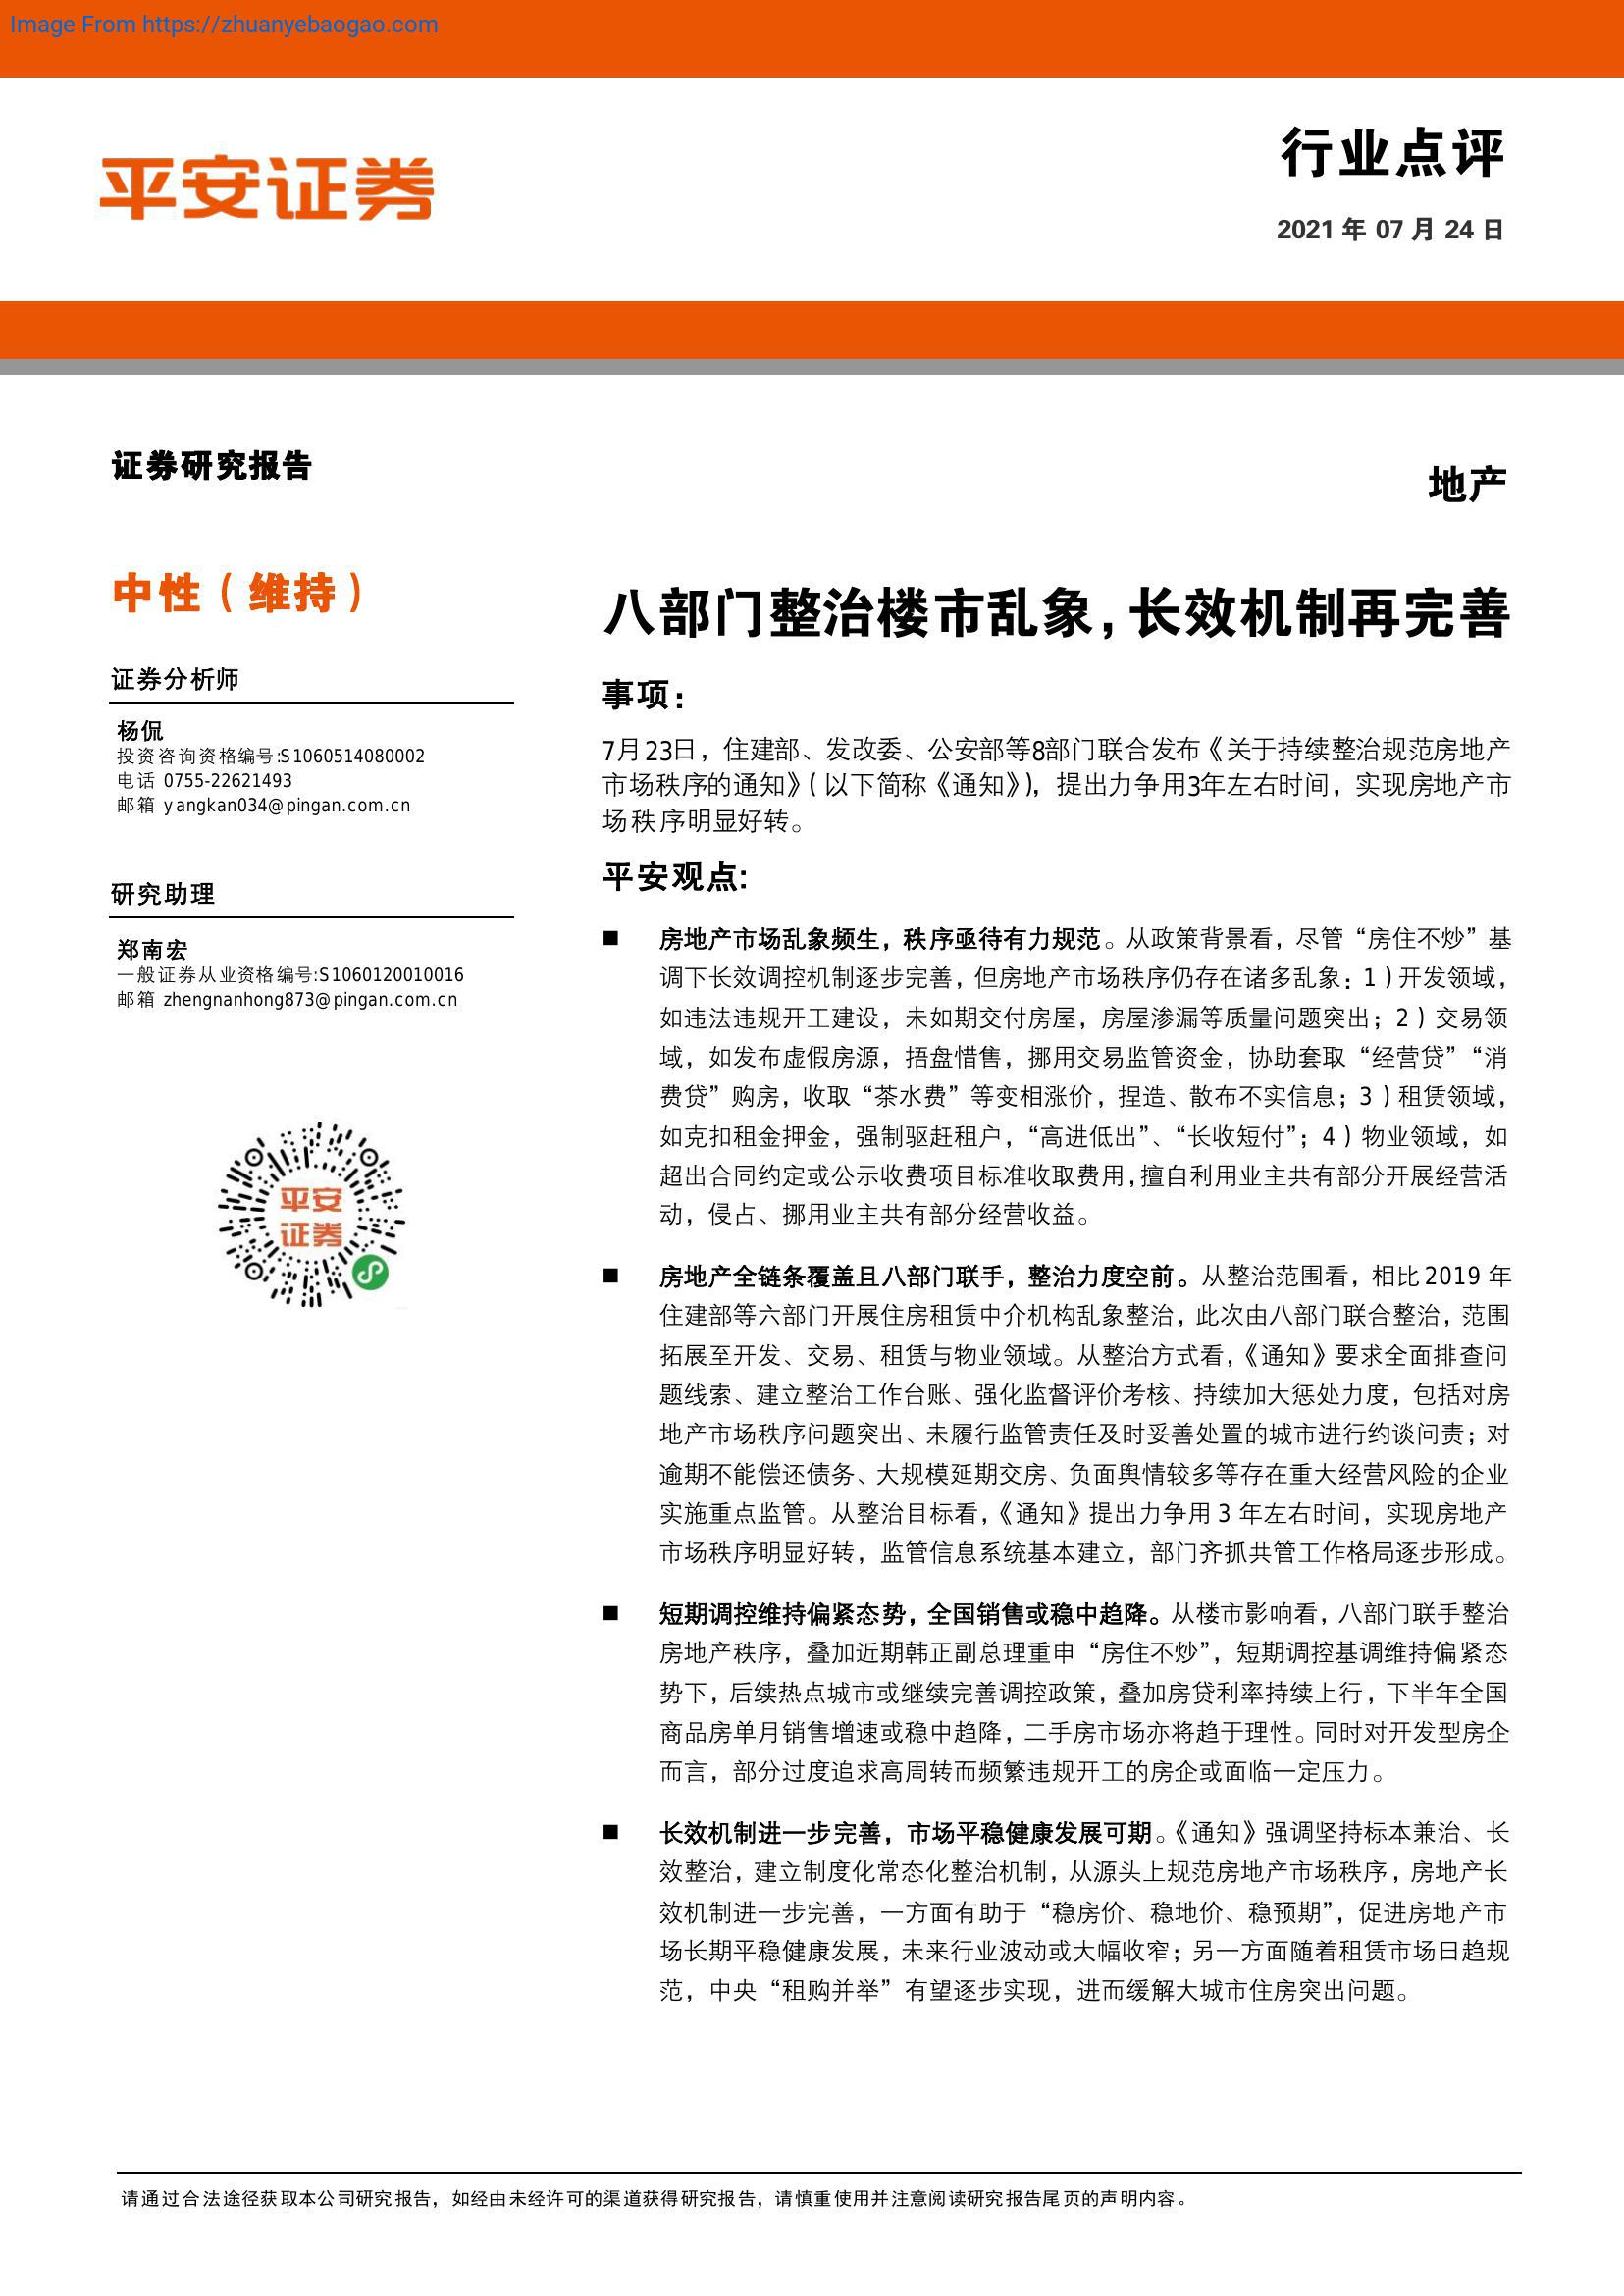 Image From https://zhuanyebaogao.com
平安证券
行业点评
2021 年 07 月 24 日
证券研究报告
地产
中性（维持）
证券分析师
杨侃
投资咨询资格编号:S1060514080002
电话 0755-22621493
邮箱 yangkan034@pingan.com.cn
研究助理
郑南宏
一般证券从业资格编号:S1060120010016
邮箱 zhengnanhong873@pingan.com.cn
平安
证券
八部门整治楼市乱象，长效机制再完善
事项：
7月23日，住建部、发改委、公安部等8部门联合发布《关于持续整治规范房地产
市场秩序的通知》（以下简称《通知》），提出力争用3年左右时间，实现房地产市
场秩序明显好转。
平安观点:
■ 房地产市场乱象频生，秩序亟待有力规范。从政策背景看，尽管“房住不炒”基
调下长效调控机制逐步完善，但房地产市场秩序仍存在诸多乱象：1）开发领域，
如违法违规开工建设，未如期交付房屋，房屋渗漏等质量问题突出；2）交易领
域，如发布虚假房源，捂盘惜售，挪用交易监管资金，协助套取“经营贷”“消
费贷”购房，收取“茶水费”等变相涨价，捏造、散布不实信息；3）租赁领域，
如克扣租金押金，强制驱赶租户，“高进低出”、“长收短付”；4）物业领域，如
超出合同约定或公示收费项目标准收取费用，擅自利用业主共有部分开展经营活
动，侵占、挪用业主共有部分经营收益。
■ 房地产全链条覆盖且八部门联手，整治力度空前。从整治范围看，相比 2019 年
住建部等六部门开展住房租赁中介机构乱象整治，此次由八部门联合整治，范围
拓展至开发、交易、租赁与物业领域。从整治方式看，《通知》要求全面排查问
题线索、建立整治工作台账、强化监督评价考核、持续加大惩处力度，包括对房
地产市场秩序问题突出、未履行监管责任及时妥善处置的城市进行约谈问责；对
逾期不能偿还债务、大规模延期交房、负面舆情较多等存在重大经营风险的企业
实施重点监管。从整治目标看，《通知》提出力争用 3 年左右时间，实现房地产
市场秩序明显好转，监管信息系统基本建立，部门齐抓共管工作格局逐步形成。
■ 短期调控维持偏紧态势，全国销售或稳中趋降。从楼市影响看，八部门联手整治
房地产秩序，叠加近期韩正副总理重申“房住不炒”，短期调控基调维持偏紧态
势下，后续热点城市或继续完善调控政策，叠加房贷利率持续上行，下半年全国
商品房单月销售增速或稳中趋降，二手房市场亦将趋于理性。同时对开发型房企
而言，部分过度追求高周转而频繁违规开工的房企或面临一定压力。
■ 长效机制进一步完善，市场平稳健康发展可期。《通知》强调坚持标本兼治、长
效整治，建立制度化常态化整治机制，从源头上规范房地产市场秩序，房地产长
效机制进一步完善，一方面有助于“稳房价、稳地价、稳预期”，促进房地产市
场长期平稳健康发展，未来行业波动或大幅收窄；另一方面随着租赁市场日趋规
范，中央“租购并举”有望逐步实现，进而缓解大城市住房突出问题。
请通过合法途径获取本公司研究报告，如经由未经许可的渠道获得研究报告，请慎重使用并注意阅读研究报告尾页的声明内容。